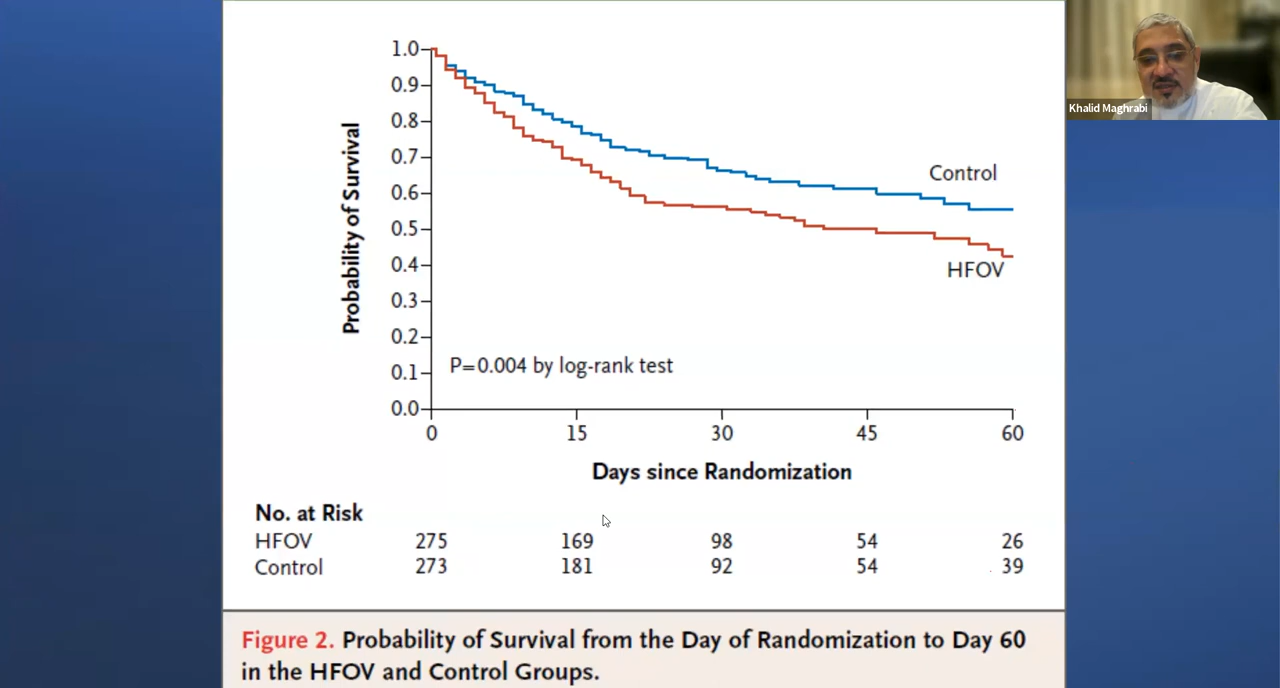 1.0
0.9
0.8
0.7
0.6
0.5
0.4
0.3
0.2
0.1
0.0
Probability of Survival
Control
HFOV
P=0.004 by log-rank test
0 15 30 45 60
Days since Randomization
No. at Risk
HFOV 275 169 98 54 26
Control 273 181 92 54 39
Figure 2. Probability of Survival from the Day of Randomization to Day 60
in the HFOV and Control Groups.
Khalid Maghrabi